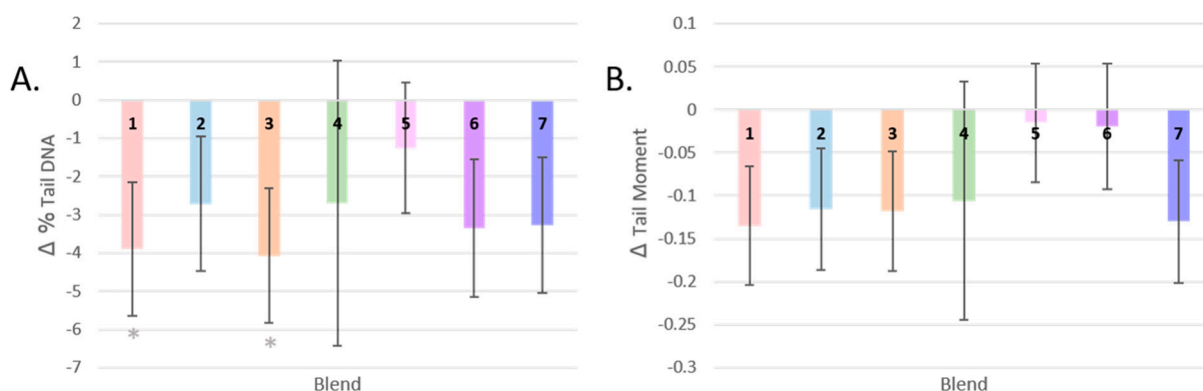 A.
Δ % Tail DNA
2
1
0
-1
-2
-3
-4
-5
-6
-7
1 2 3 4 5 6 7
* *
Blend
B.
Δ Tail Moment
0.1
0.05
0
-0.05
-0.1
-0.15
-0.2
-0.25
-0.3
1 2 3 4 5 6 7
Blend